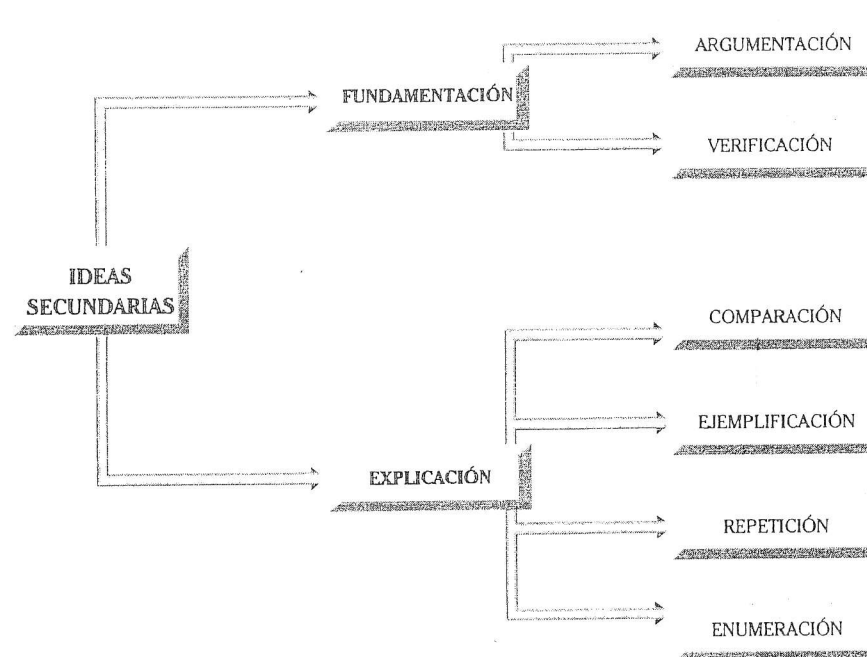 ARGUMENTACIÓN
FUNDAMENTACIÓN
VERIFICACIÓN
IDEAS
SECUNDARIAS
COMPARACIÓN
EJEMPLIFICACIÓN
EXPLICACIÓN
REPETICIÓN
ENUMERACIÓN